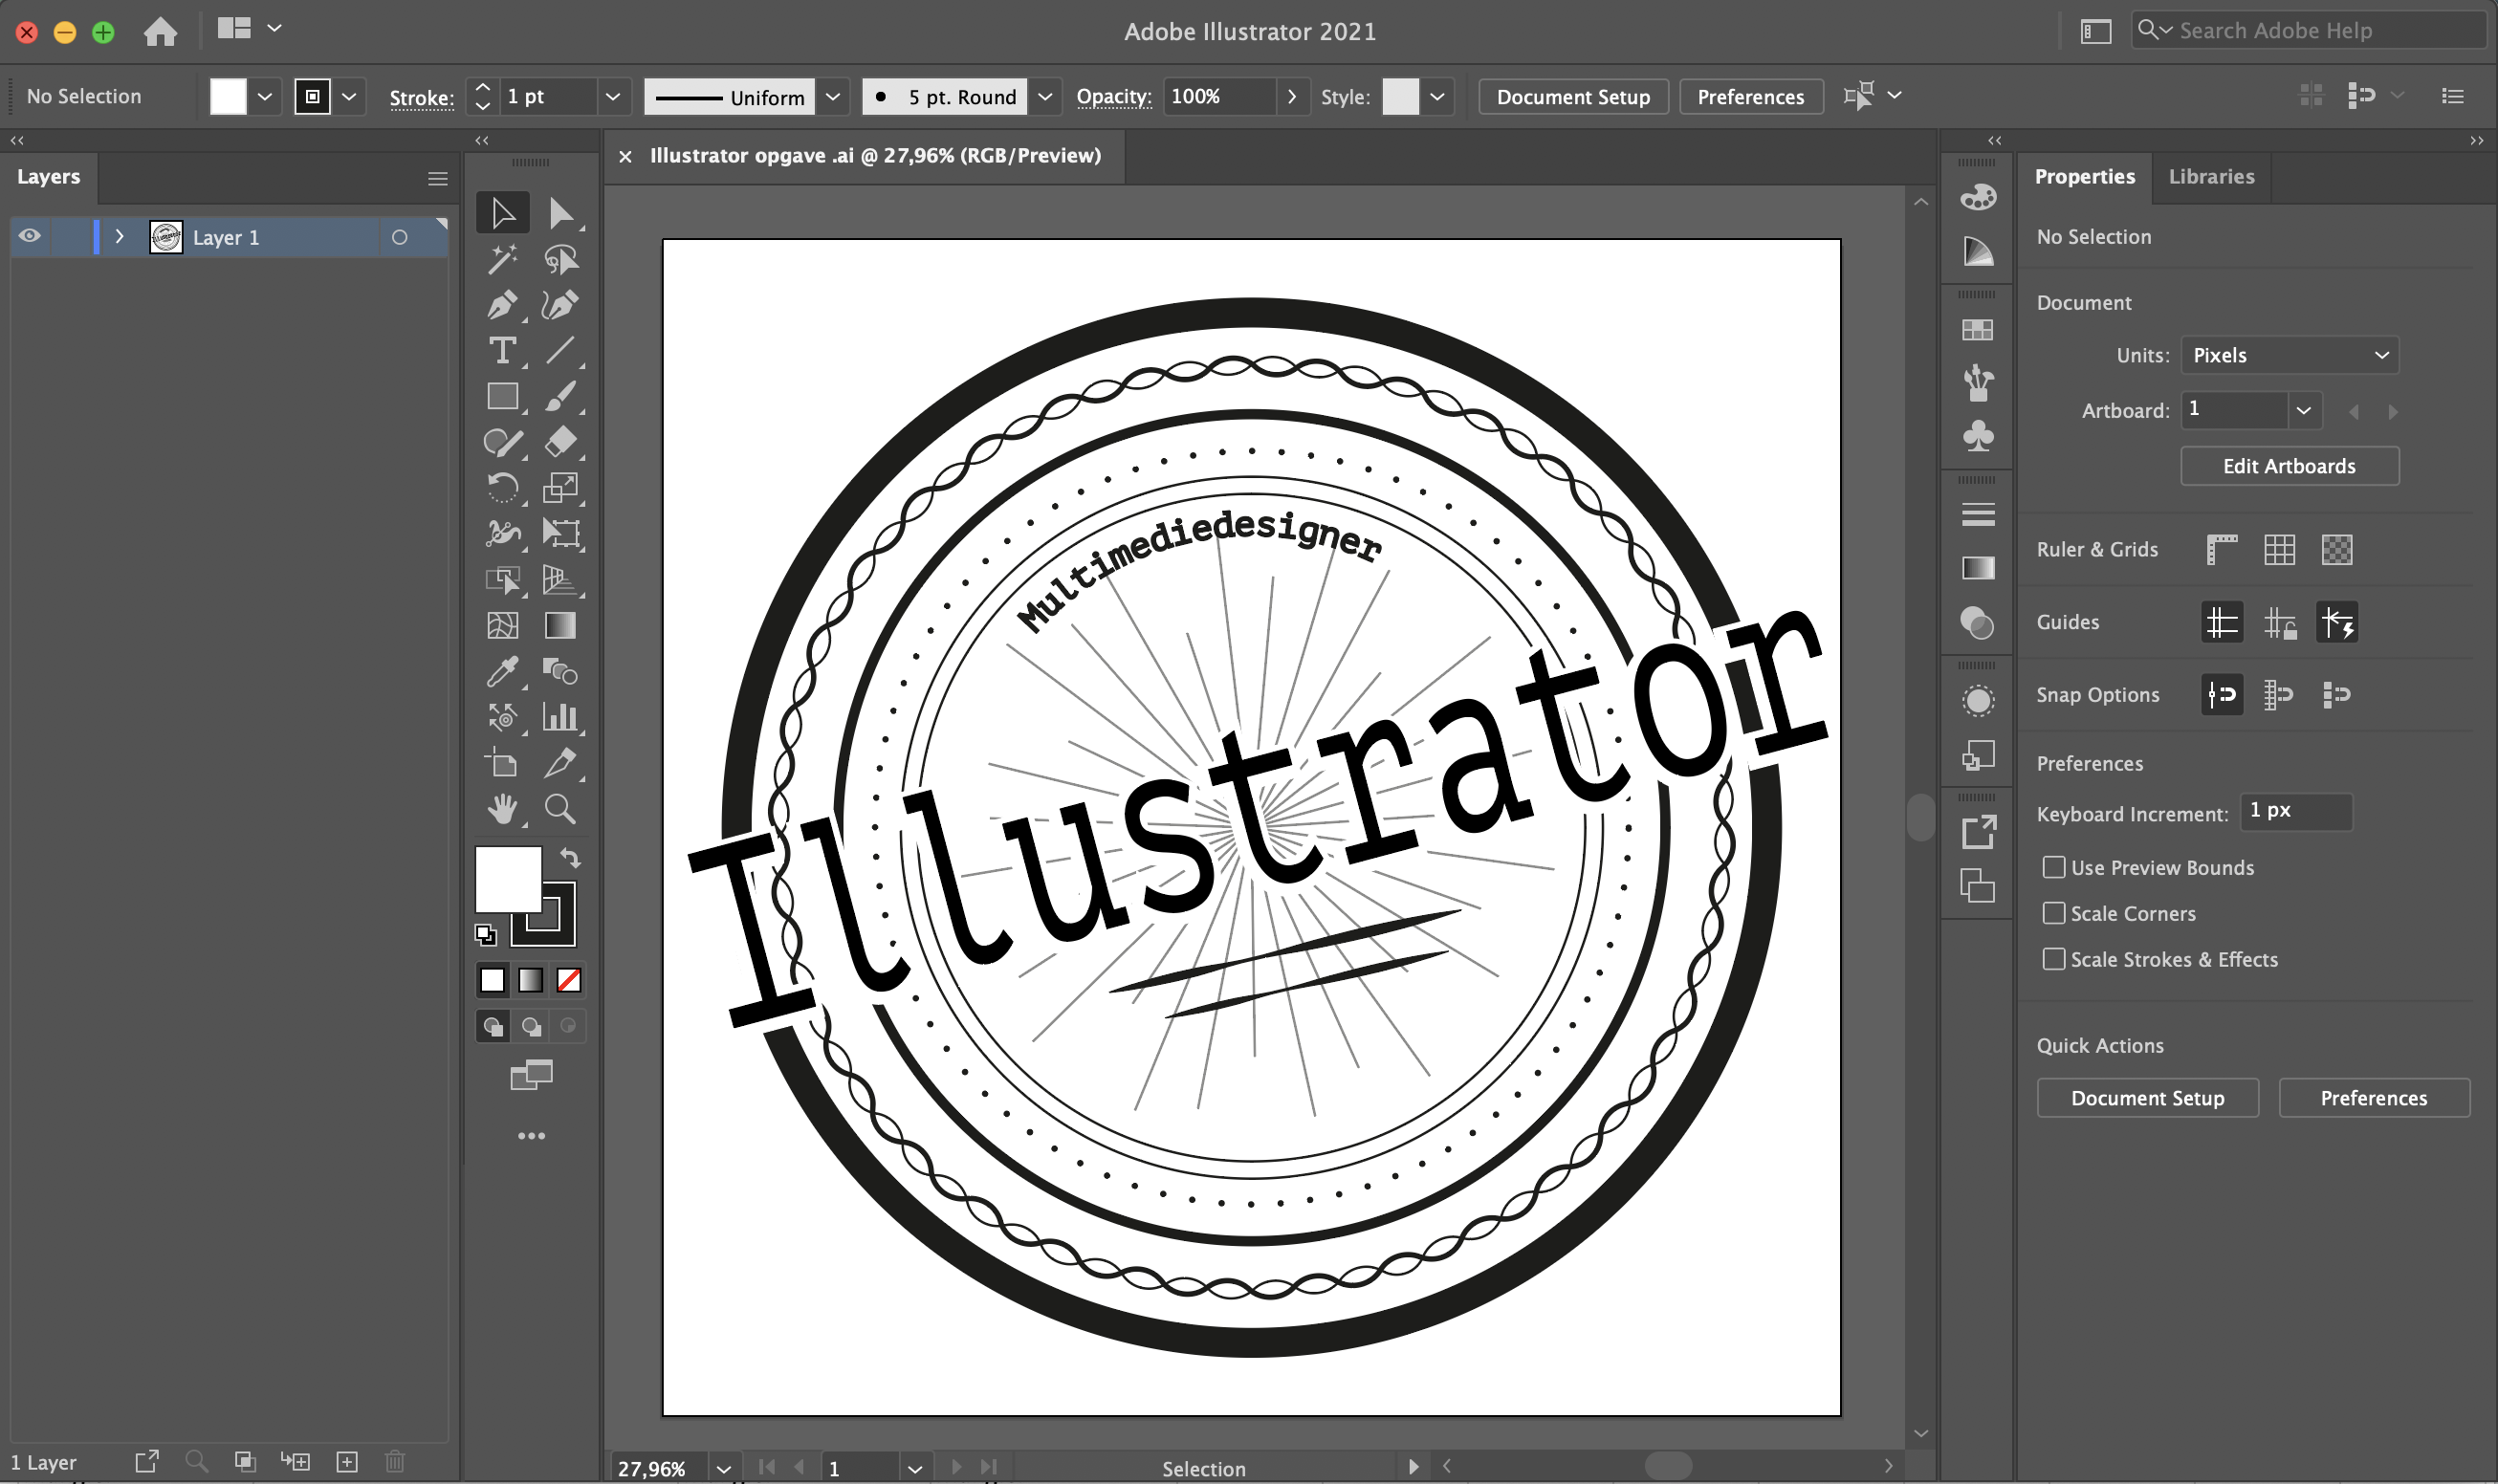 Adobe Illustrator 2021
Search Adobe Help
No Selection
Stroke:
1 pt
Uniform
5 pt. Round
Opacity:
100%
Style:
Document Setup
Preferences
Layers
Illustrator opgave .ai @ 27,96% (RGB/Preview)
Properties
Libraries
Layer 1
No Selection
Document
Units:
Pixels
Artboard:
1
Edit Artboards
Ruler & Grids
Guides
Snap Options
Preferences
Keyboard Increment:
1 px
Use Preview Bounds
Scale Corners
Scale Strokes & Effects
Quick Actions
Document Setup
Preferences
Multimediedesigner
Illustrator
1 Layer
27,96%
1
Selection